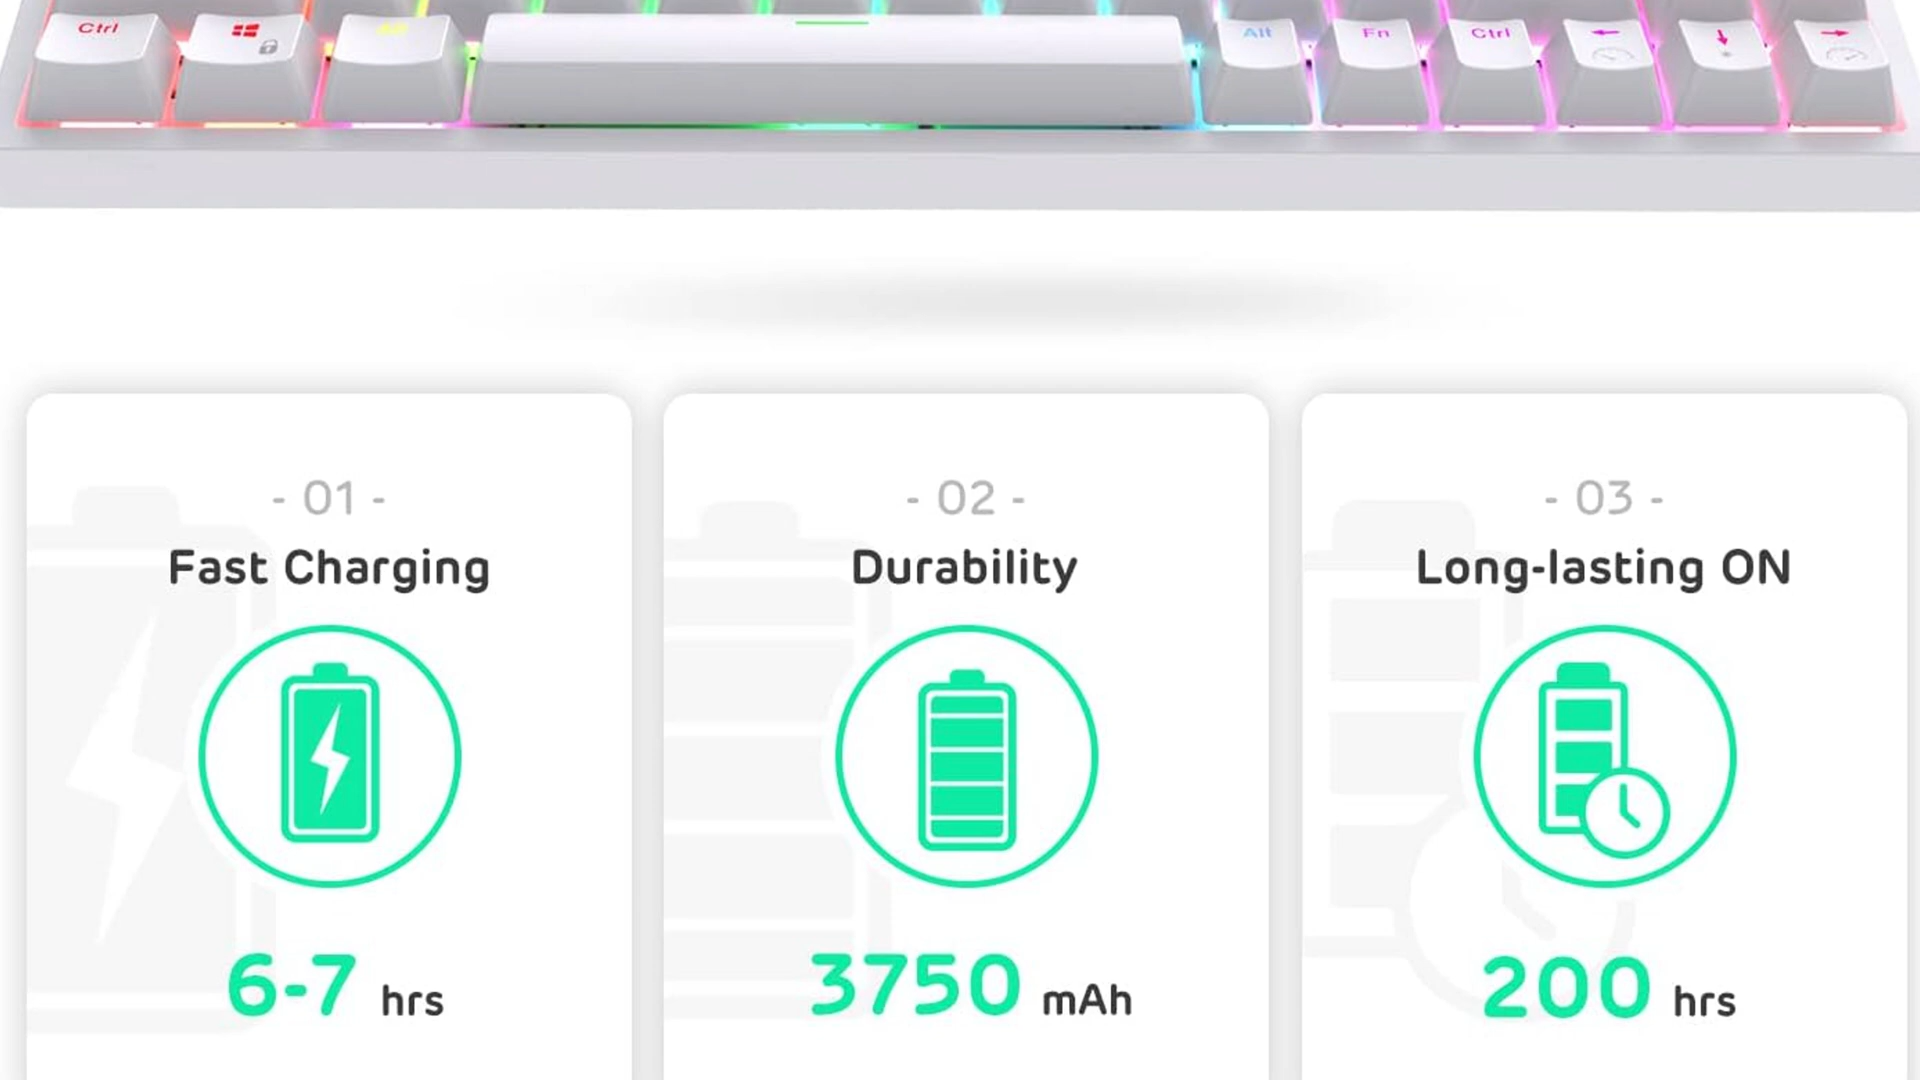 Ctrl
Alt
Fn
Ctrl
- 01 -
Fast Charging
6-7 hrs
- 02 -
Durability
3750 mAh
- 03 -
Long-lasting ON
200 hrs